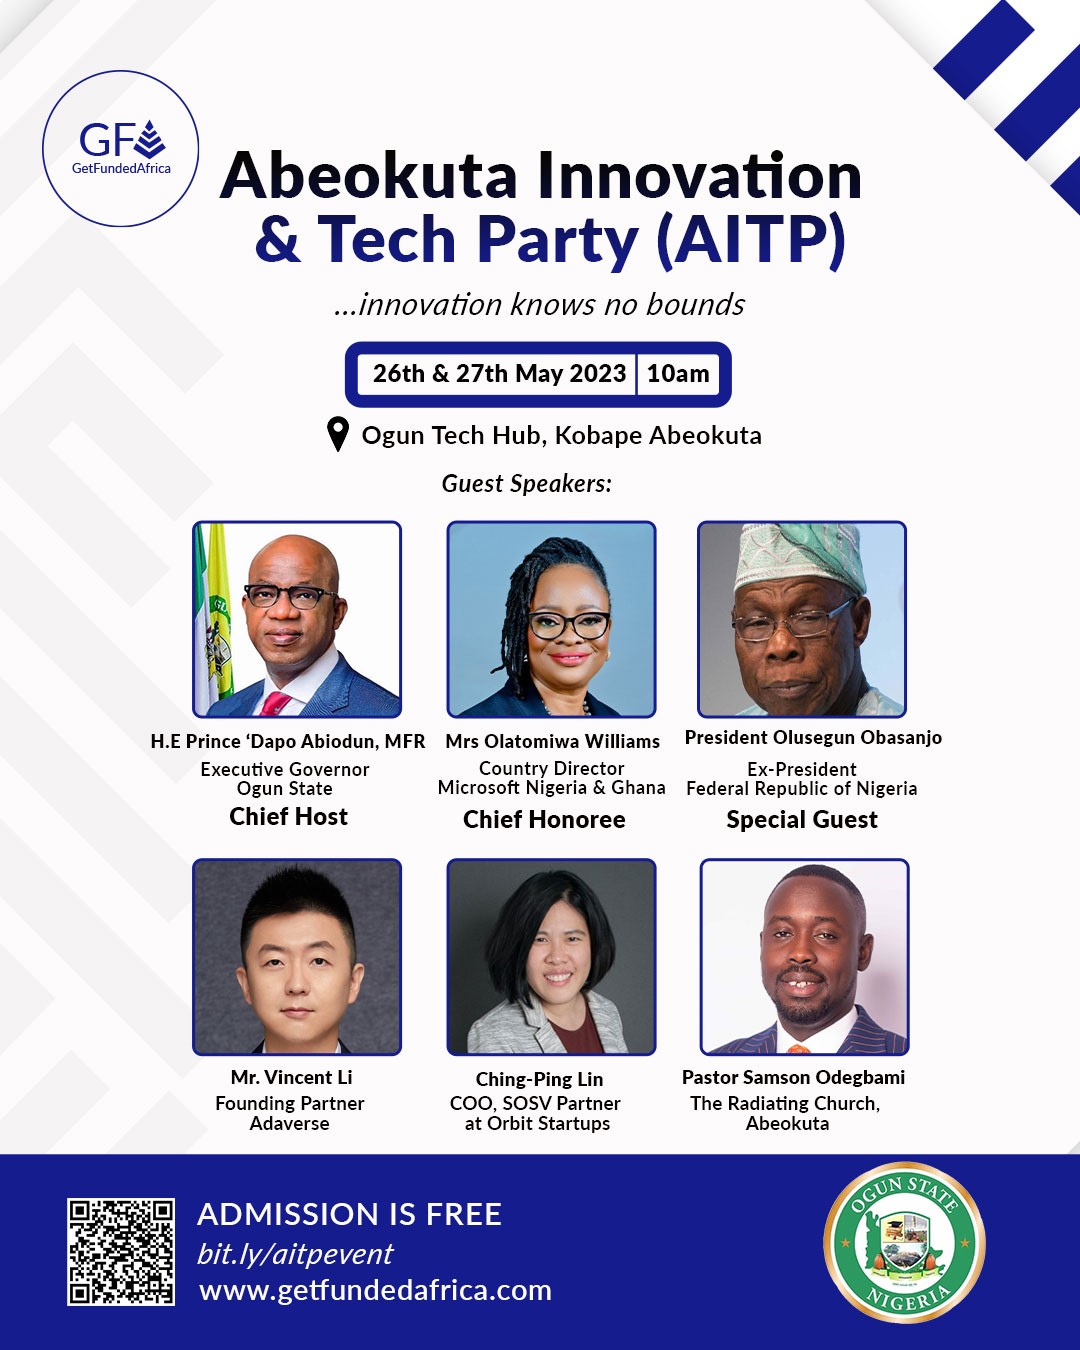 GFA
GetFundedAfrica
Abeokuta Innovation
& Tech Party (AITP)
...innovation knows no bounds
26th & 27th May 2023 | 10am
Ogun Tech Hub, Kobape Abeokuta
Guest Speakers:
H.E Prince ‘Dapo Abiodun, MFR
Executive Governor
Ogun State
Chief Host
Mrs Olatomiwa Williams
Country Director
Microsoft Nigeria & Ghana
Chief Honoree
President Olusegun Obasanjo
Ex-President
Federal Republic of Nigeria
Special Guest
Mr. Vincent Li
Founding Partner
Adaverse
Ching-Ping Lin
COO, SOSV Partner
at Orbit Startups
Pastor Samson Odegbami
The Radiating Church,
Abeokuta
ADMISSION IS FREE
bit.ly/aitpevent
www.getfundedafrica.com
OGUN STATE
NIGERIA